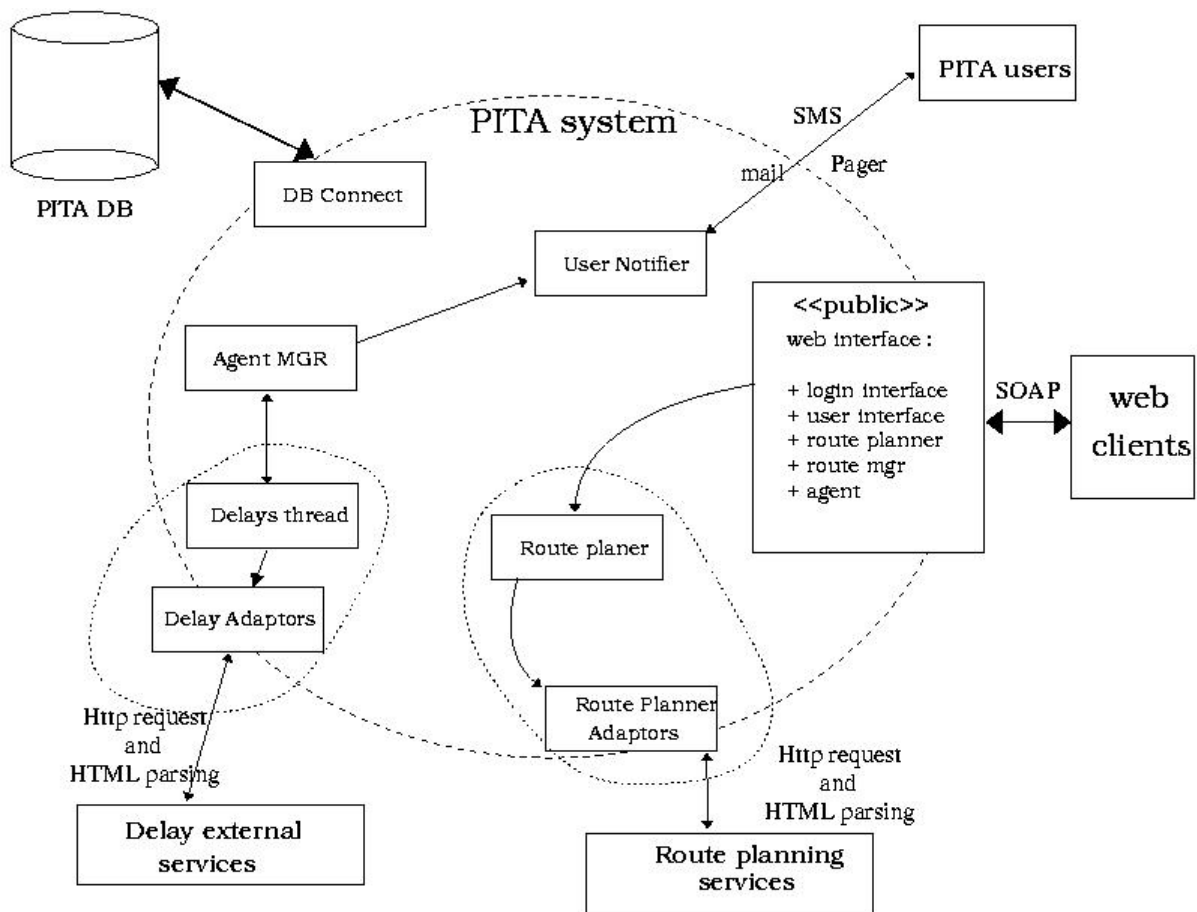 PITA users
PITA system
SMS
mail
Pager
PITA DB
DB Connect
User Notifier
<<public>>
web interface :
+ login interface
+ user interface
+ route planner
+ route mgr
+ agent
SOAP
web
clients
Agent MGR
Delays thread
Delay Adaptors
Route planer
Route Planner
Adaptors
Http request
and
HTML parsing
Http request
and
HTML parsing
Delay external
services
Route planning
services